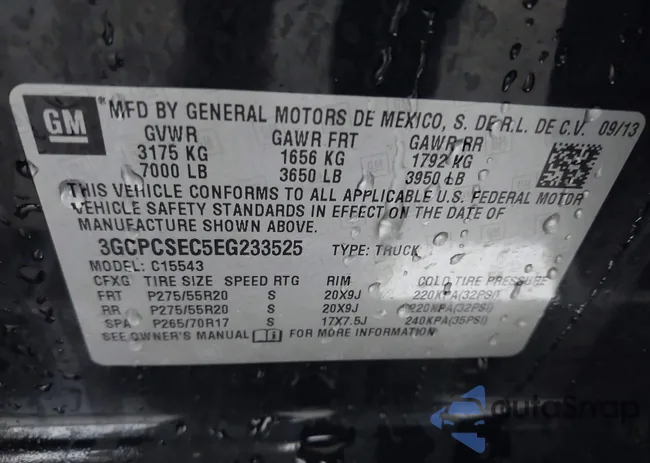 GM
*MFD BY GENERAL MOTORS DE MEXICO, S. DE R.L. DE C.V. 09/13
GVWR GAWR FRT GAWR RR
3175 KG 1656 KG 1792 KG
7000 LB 3650 LB 3950 LB
THIS VEHICLE CONFORMS TO ALL APPLICABLE U.S. FEDERAL MOTOR
VEHICLE SAFETY STANDARDS IN EFFECT ON THE DATE OF
MANUFACTURE SHOWN ABOVE.
3GCPCSEC5EG233525 TYPE: TRUCK
MODEL: C15543
CFXG TIRE SIZE SPEED RTG RIM COLD TIRE PRESSURE
FRT P275/55R20 S 20X9J 220KPA(32PSI)
RR P275/55R20 S 20X9J 220KPA(32PSI)
SPA P265/70R17 S 17X7.5J 240KPA(35PSI)
SEE OWNER'S MANUAL FOR MORE INFORMATION
autoSnap